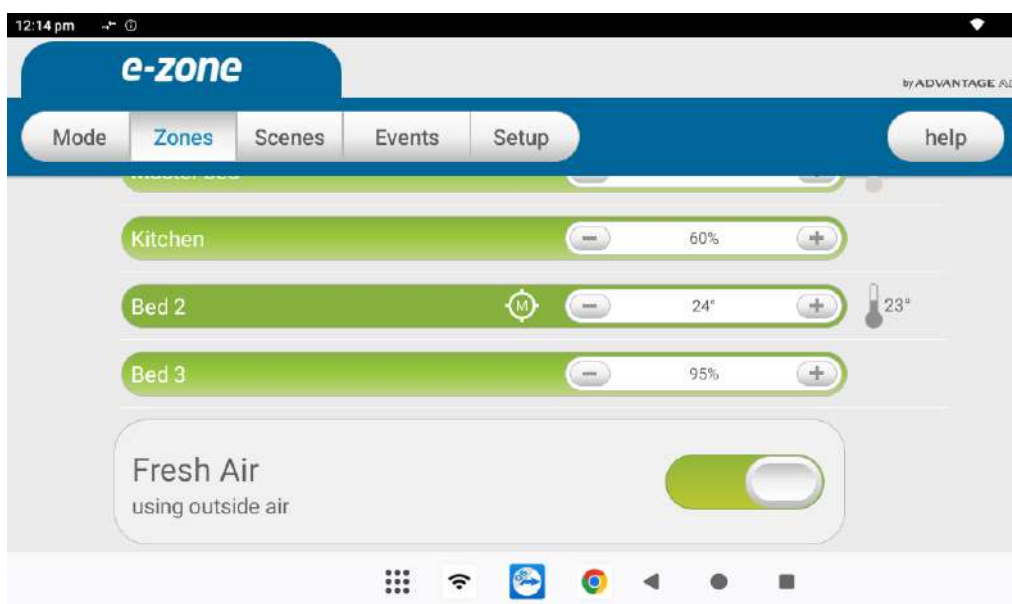 12:14 pm
e-zone
by ADVANTAGE
Mode Zones Scenes Events Setup help
Kitchen 60%
Bed 2 M 24° 23°
Bed 3 95%
Fresh Air
using outside air